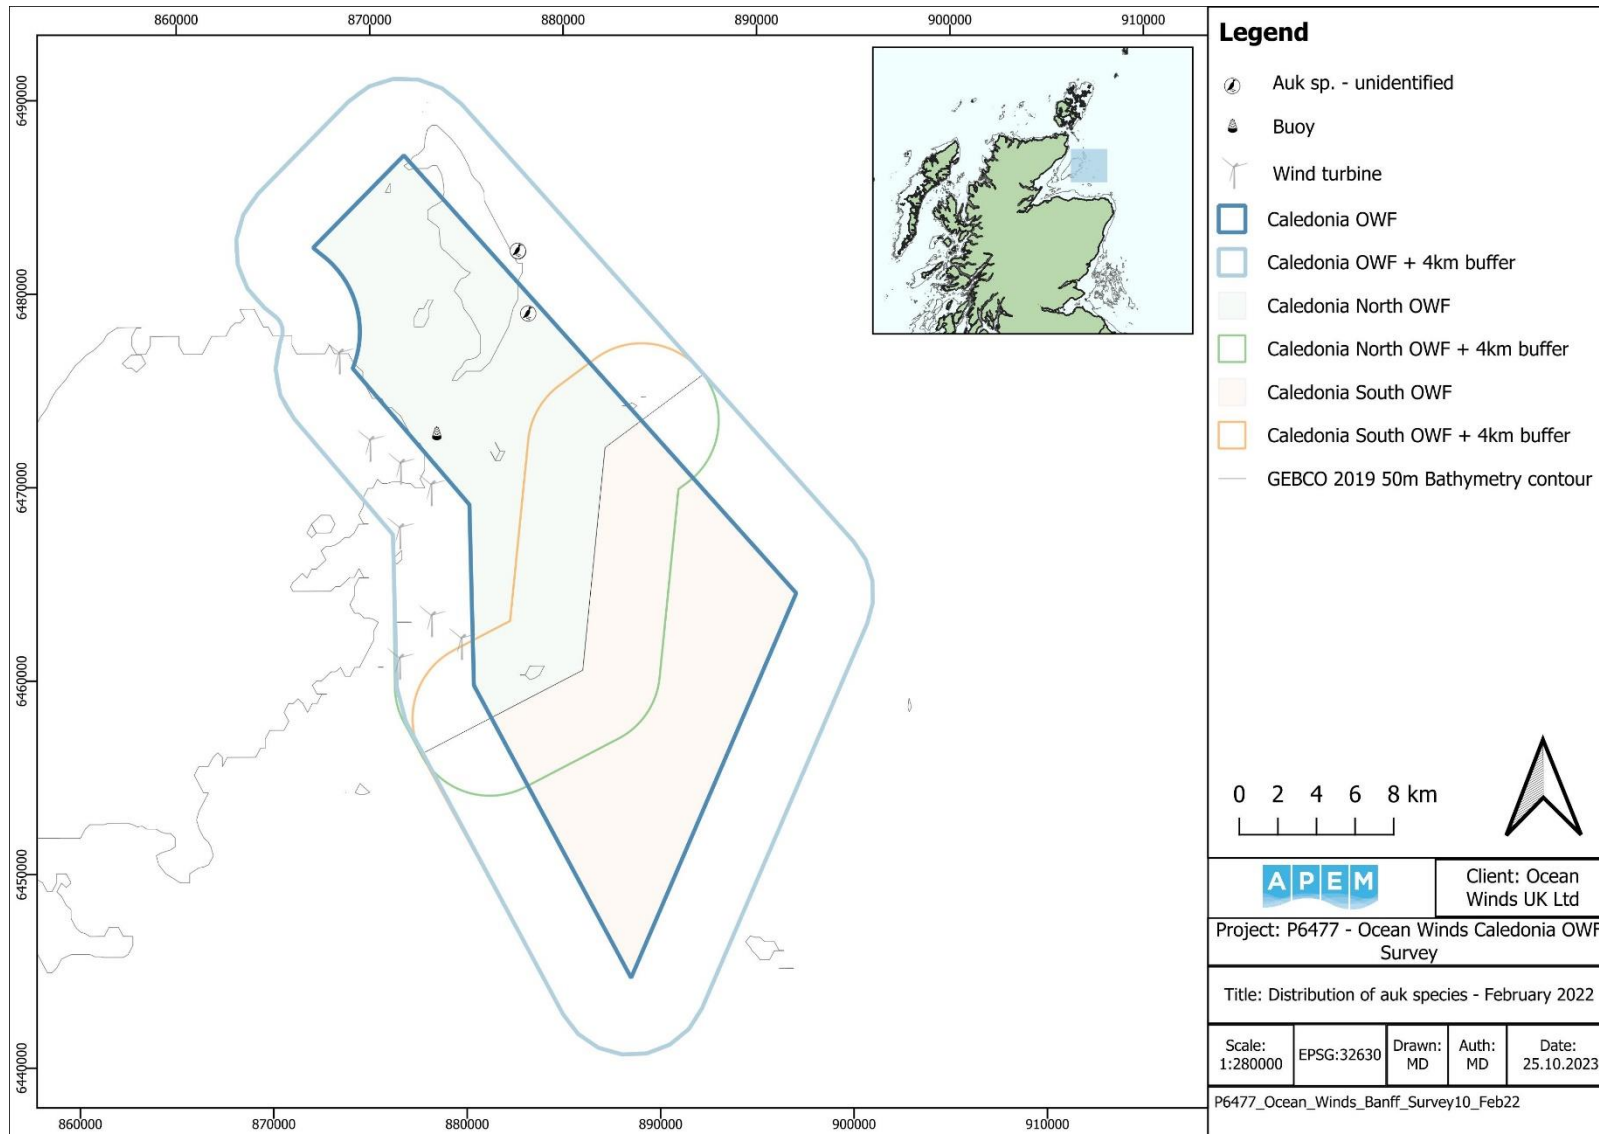 860000 870000 880000 890000 900000 910000
6490000
6480000
6470000
6460000
6450000
6440000
860000 870000 880000 890000 900000 910000
Legend
Auk sp. - unidentified
Buoy
Wind turbine
Caledonia OWF
Caledonia OWF + 4km buffer
Caledonia North OWF
Caledonia North OWF + 4km buffer
Caledonia South OWF
Caledonia South OWF + 4km buffer
GEBCO 2019 50m Bathymetry contour
0 2 4 6 8 km
APEM
Client: Ocean
Winds UK Ltd
Project: P6477 - Ocean Winds Caledonia OWF
Survey
Title: Distribution of auk species - February 2022
Scale:
1:280000
EPSG:32630
Drawn:
MD
Auth:
MD
Date:
25.10.2023
P6477_Ocean_Winds_Banff_Survey10_Feb22